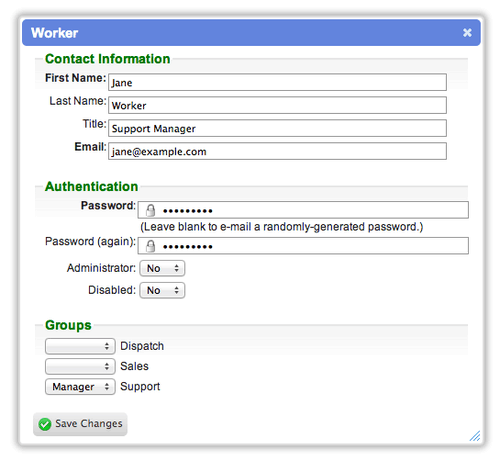 Worker
Contact Information
First Name: Jane
Last Name: Worker
Title: Support Manager
Email: jane@example.com
Authentication
Password: •••••••••
(Leave blank to e-mail a randomly-generated password.)
Password (again): •••••••••
Administrator: No
Disabled: No
Groups
Dispatch
Sales
Manager Support
Save Changes